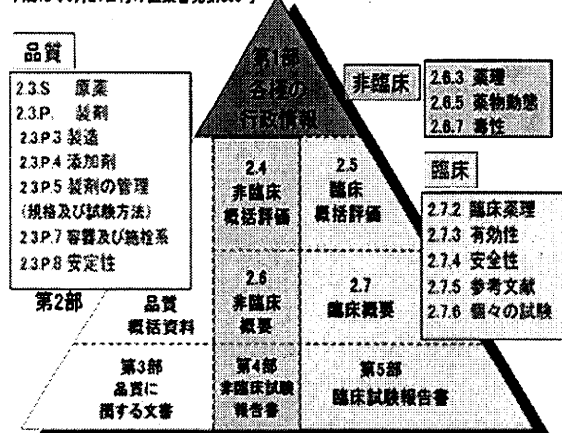 品質
2.3.S 原薬
2.3.P. 製剤
2.3.P.3 製造
2.3.P.4 添加剤
2.3.P.5 製剤の管理
(規格及び試験方法)
2.3.P.7 容器及び施栓系
2.3.P.8 安定性
第1部
各種の
行政情報
非臨床
2.6.3 薬理
2.6.5 薬物動態
2.6.7 毒性
臨床
2.7.2 臨床薬理
2.7.3 有効性
2.7.4 安全性
2.7.5 参考文献
2.7.6 個々の試験
2.4
非臨床
概括評価
2.5
臨床
概括評価
第2部
品質
概括資料
2.6
非臨床
概要
2.7
臨床概要
第3部
品質に
関する文書
第4部
非臨床試験
報告書
第5部
臨床試験報告書